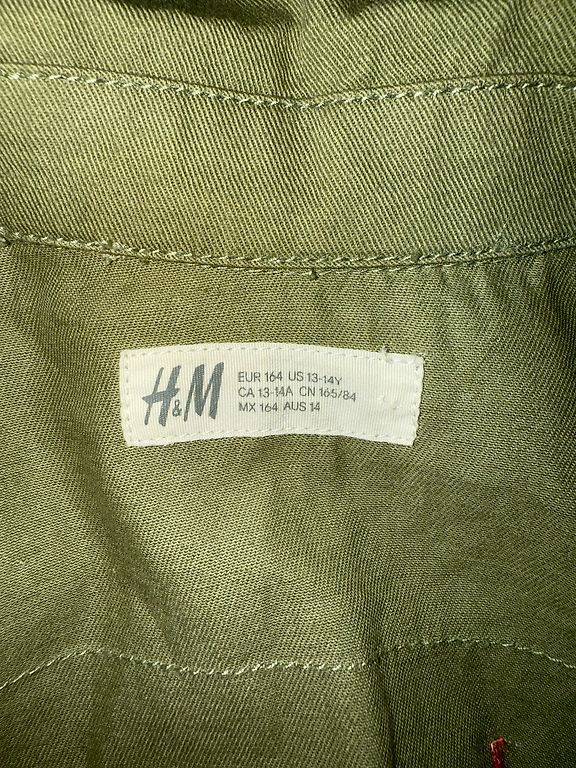 H&M
EUR 164 US 13-14Y
CA 13-14A CN 165/84
MX 164 AUS 14